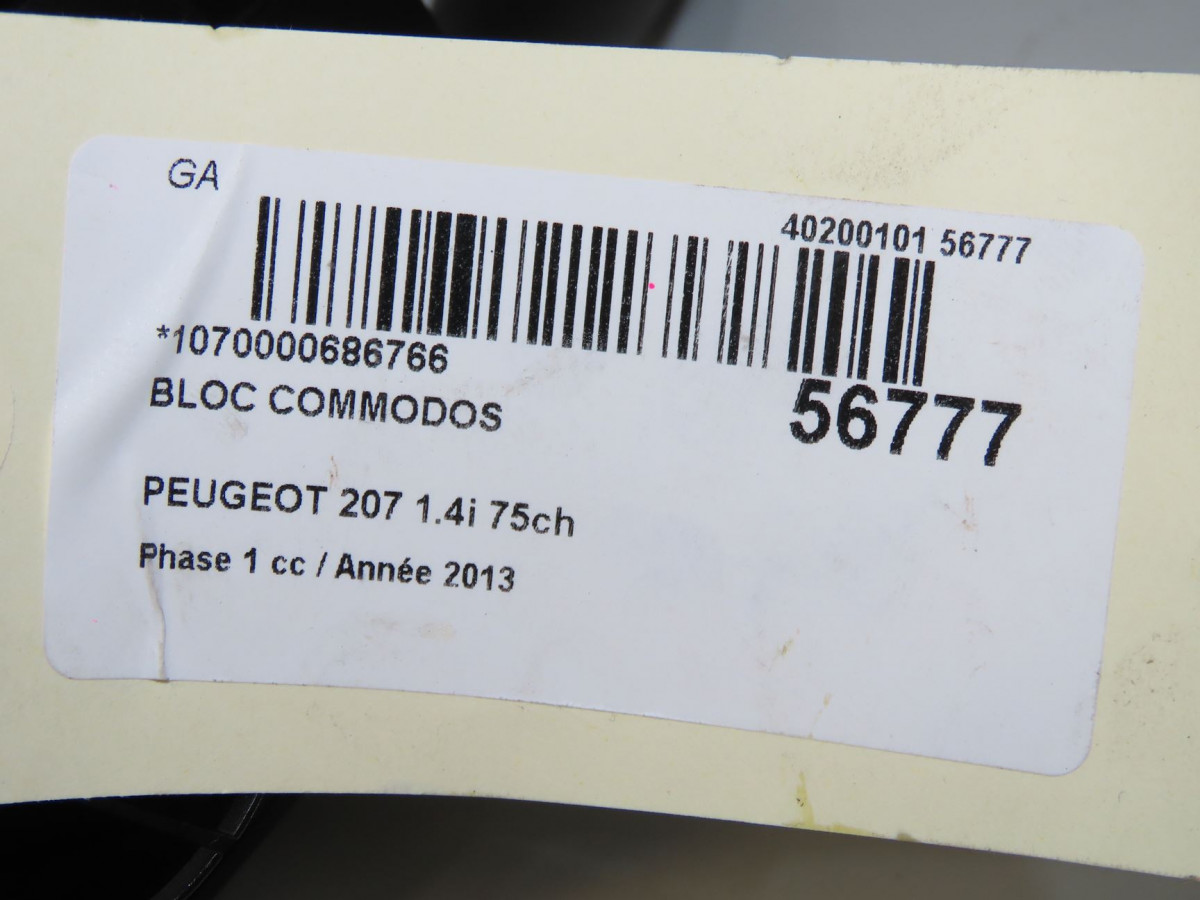 GA
40200101 56777
*1070000686766
BLOC COMMODOS
56777
PEUGEOT 207 1.4i 75ch
Phase 1 cc / Année 2013